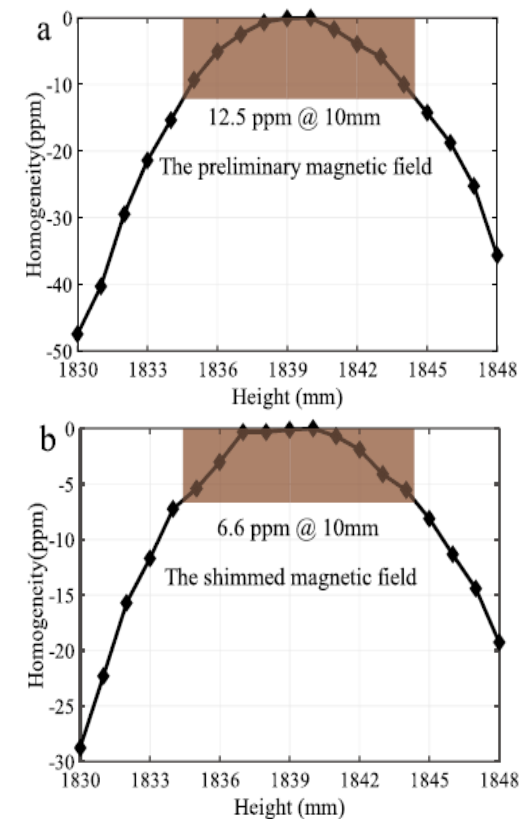 a
0
-10
12.5 ppm @ 10mm
-20
The preliminary magnetic field
-30
-40
-50
Homogeneity(ppm)
1830 1833 1836 1839 1842 1845 1848
Height (mm)
b
0
-5
6.6 ppm @ 10mm
-10
The shimmed magnetic field
-15
-20
-25
-30
Homogeneity(ppm)
1830 1833 1836 1839 1842 1845 1848
Height (mm)